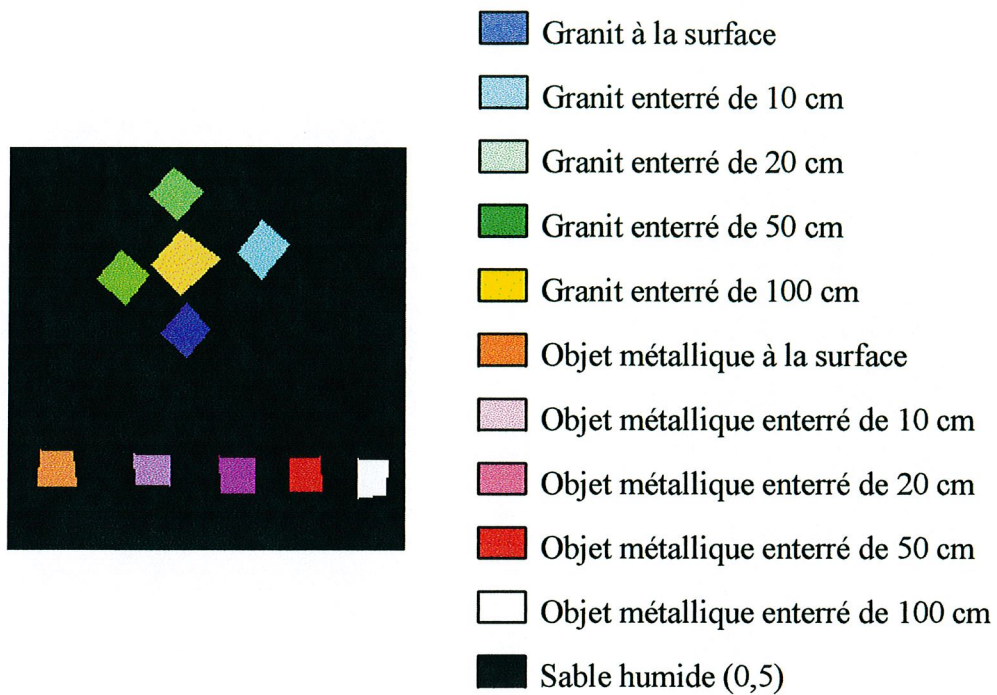 Granit à la surface
Granit enterré de 10 cm
Granit enterré de 20 cm
Granit enterré de 50 cm
Granit enterré de 100 cm
Objet métallique à la surface
Objet métallique enterré de 10 cm
Objet métallique enterré de 20 cm
Objet métallique enterré de 50 cm
Objet métallique enterré de 100 cm
Sable humide (0,5)